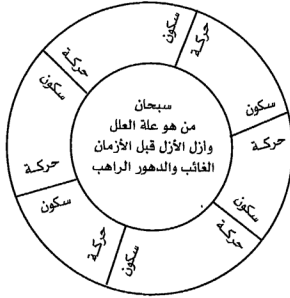 سكون
حركة
سكون
حركة
سكون
حركة
سكون
حركة
سكون
حركة
سكون
حركة
سبحان
من هو علة العلل
وازل الأزل قبل الأزمان
الغائب والدهور الراهب